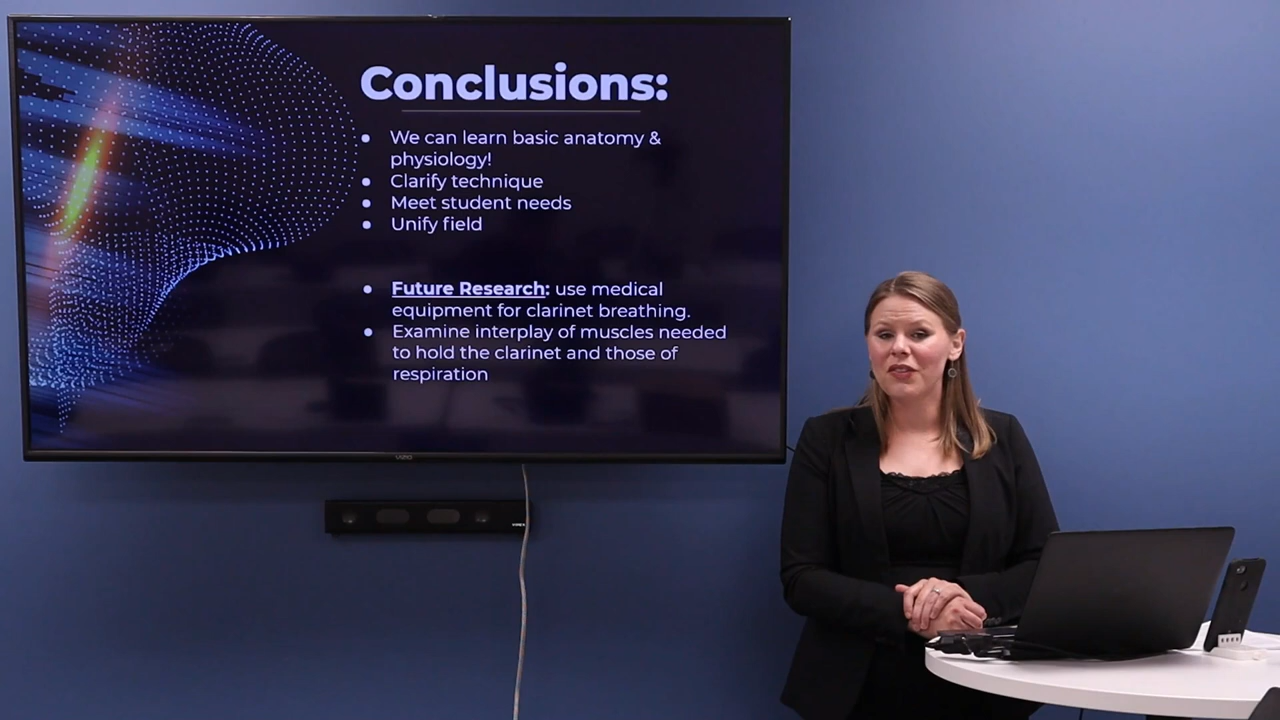 Conclusions:
● We can learn basic anatomy &
physiology!
● Clarify technique
● Meet student needs
● Unify field
● Future Research: use medical
equipment for clarinet breathing.
● Examine interplay of muscles needed
to hold the clarinet and those of
respiration
VIZIO